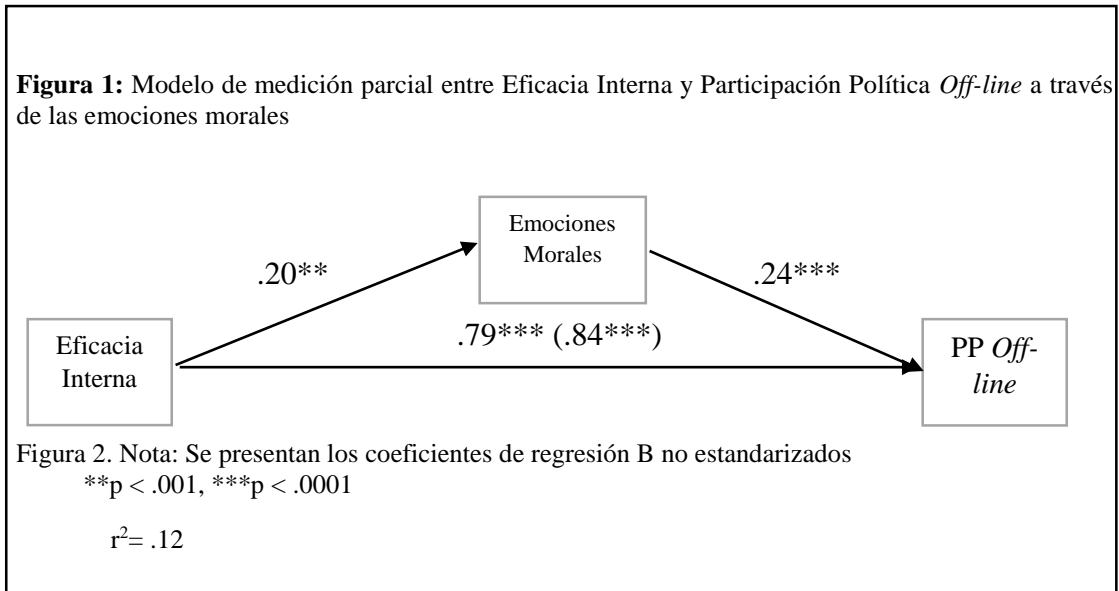 Figura 1: Modelo de medición parcial entre Eficacia Interna y Participación Política Off-line a través
de las emociones morales
Emociones
Morales
.20**
.24***
.79*** (.84***)
Eficacia
Interna
PP Off-
line
Figura 2. Nota: Se presentan los coeficientes de regresión B no estandarizados
**p < .001, ***p < .0001
r²= .12